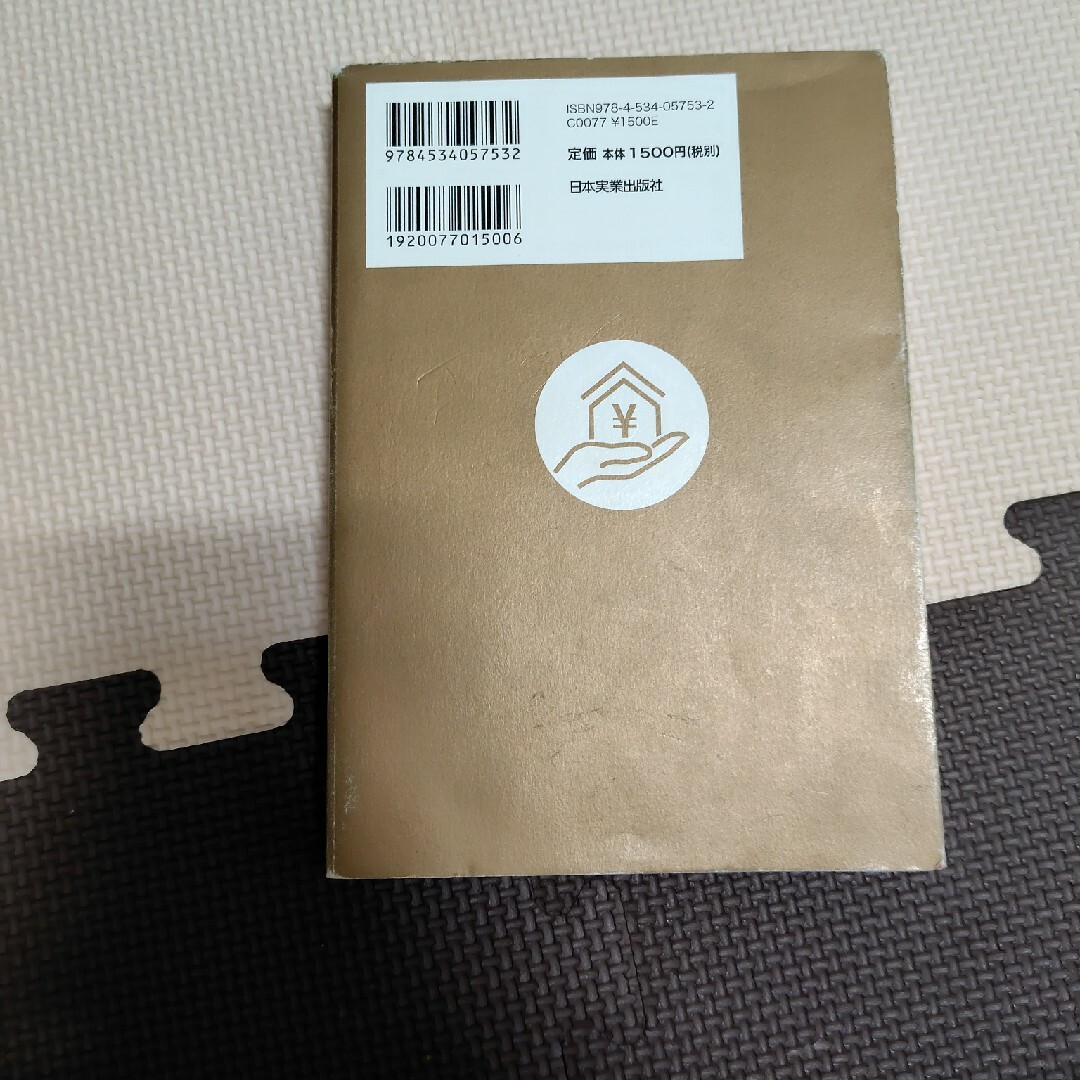 9784534057532
1920077015006
ISBN978-4-534-05753-2
C0077 ¥1500E
定価 本体1500円(税別)
日本実業出版社
¥